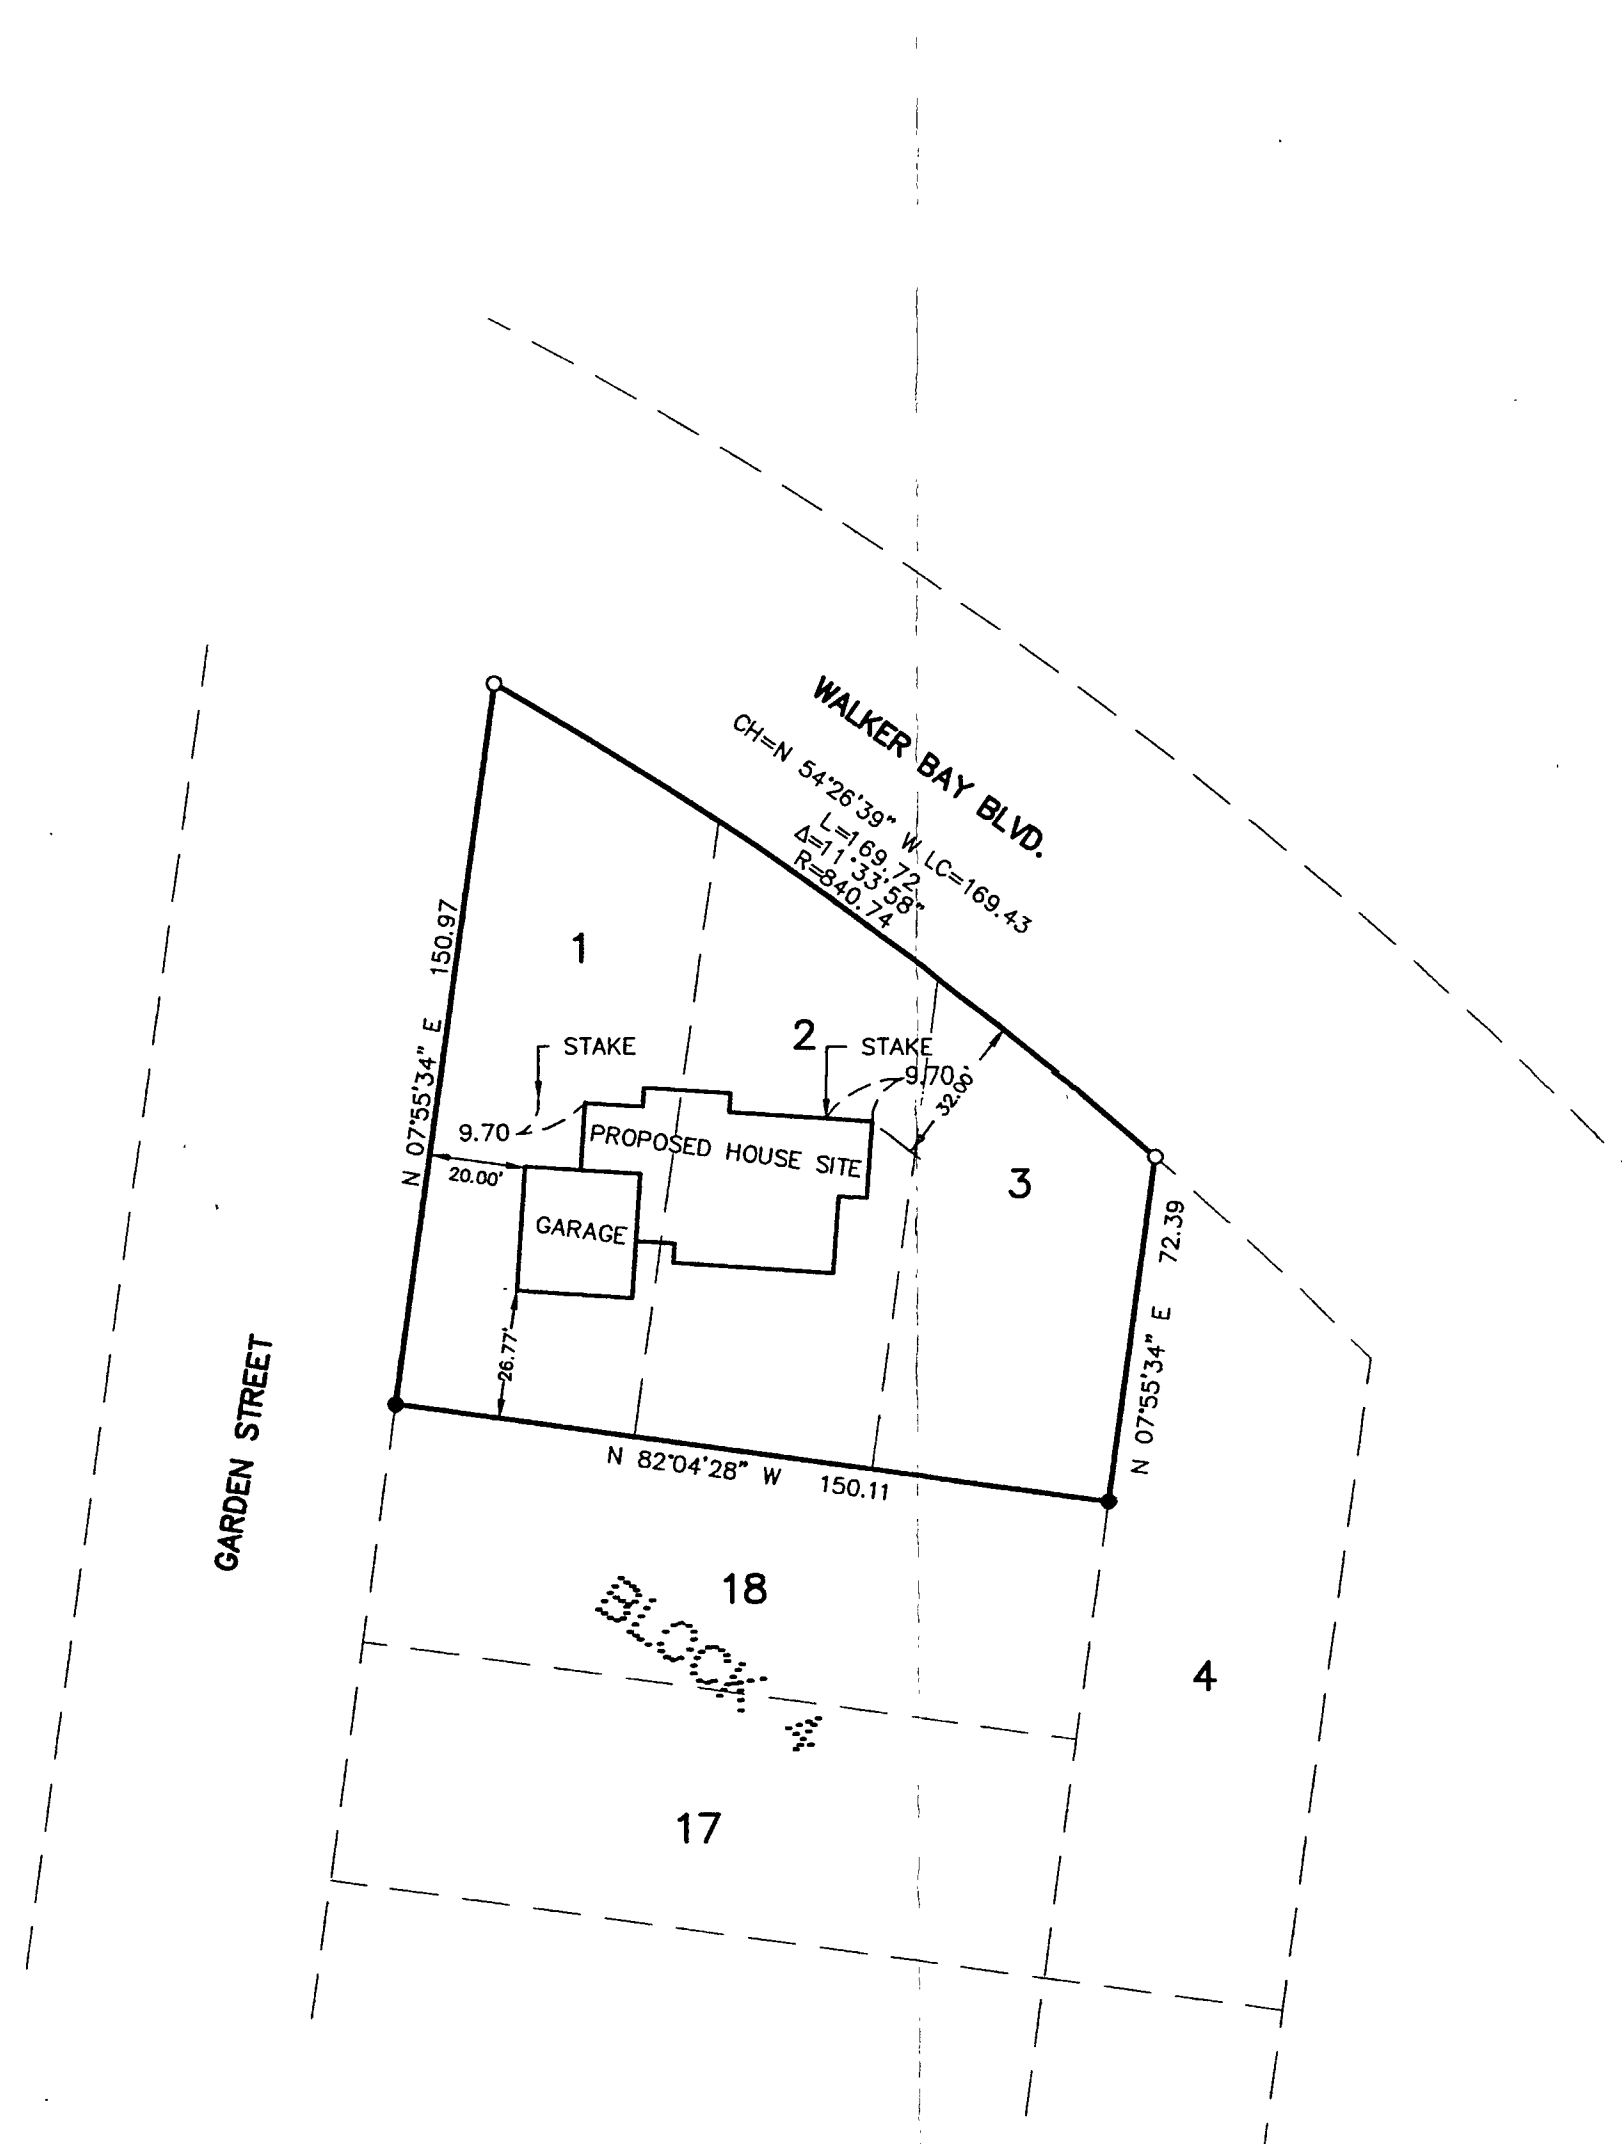 WALKER BAY BLVD.
CH=N 54°26'39" W LC=169.43
L=169.72
Δ=11°33'58"
R=840.74
N 07°55'34" E 150.97
1
2
STAKE
STAKE
9.70
32.00'
9.70
PROPOSED HOUSE SITE
20.00'
3
GARAGE
N 07°55'34" E 72.39
26.77'
GARDEN STREET
N 82°04'28" W 150.11
18
BLOCK
4
17